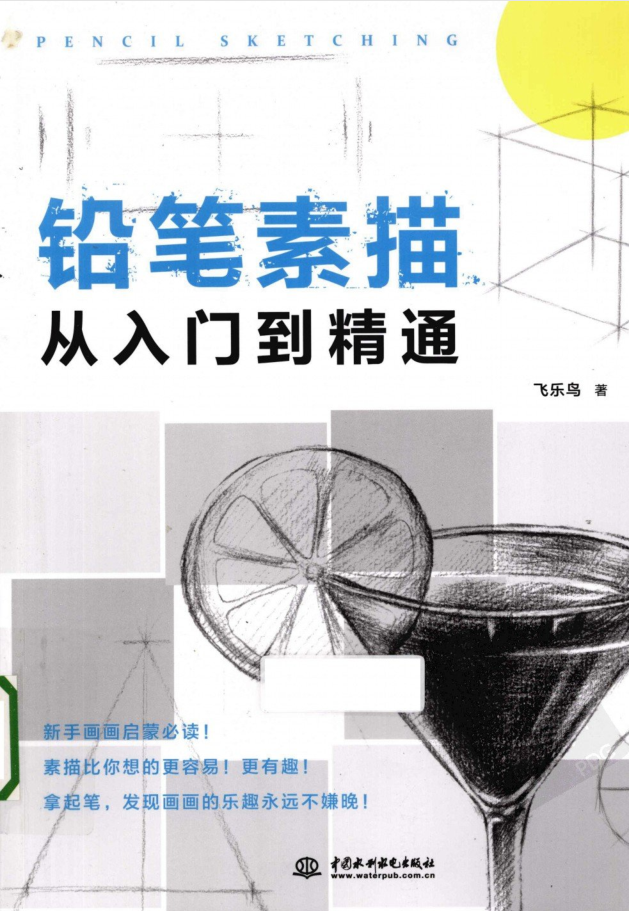 PENCIL SKETCHING
铅笔素描
从入门到精通
飞乐鸟 著
新手画画启蒙必读！
素描比你想的更容易！更有趣！
拿起笔，发现画画的乐趣永远不嫌晚！
中国水利水电出版社
www.waterpub.com.cn